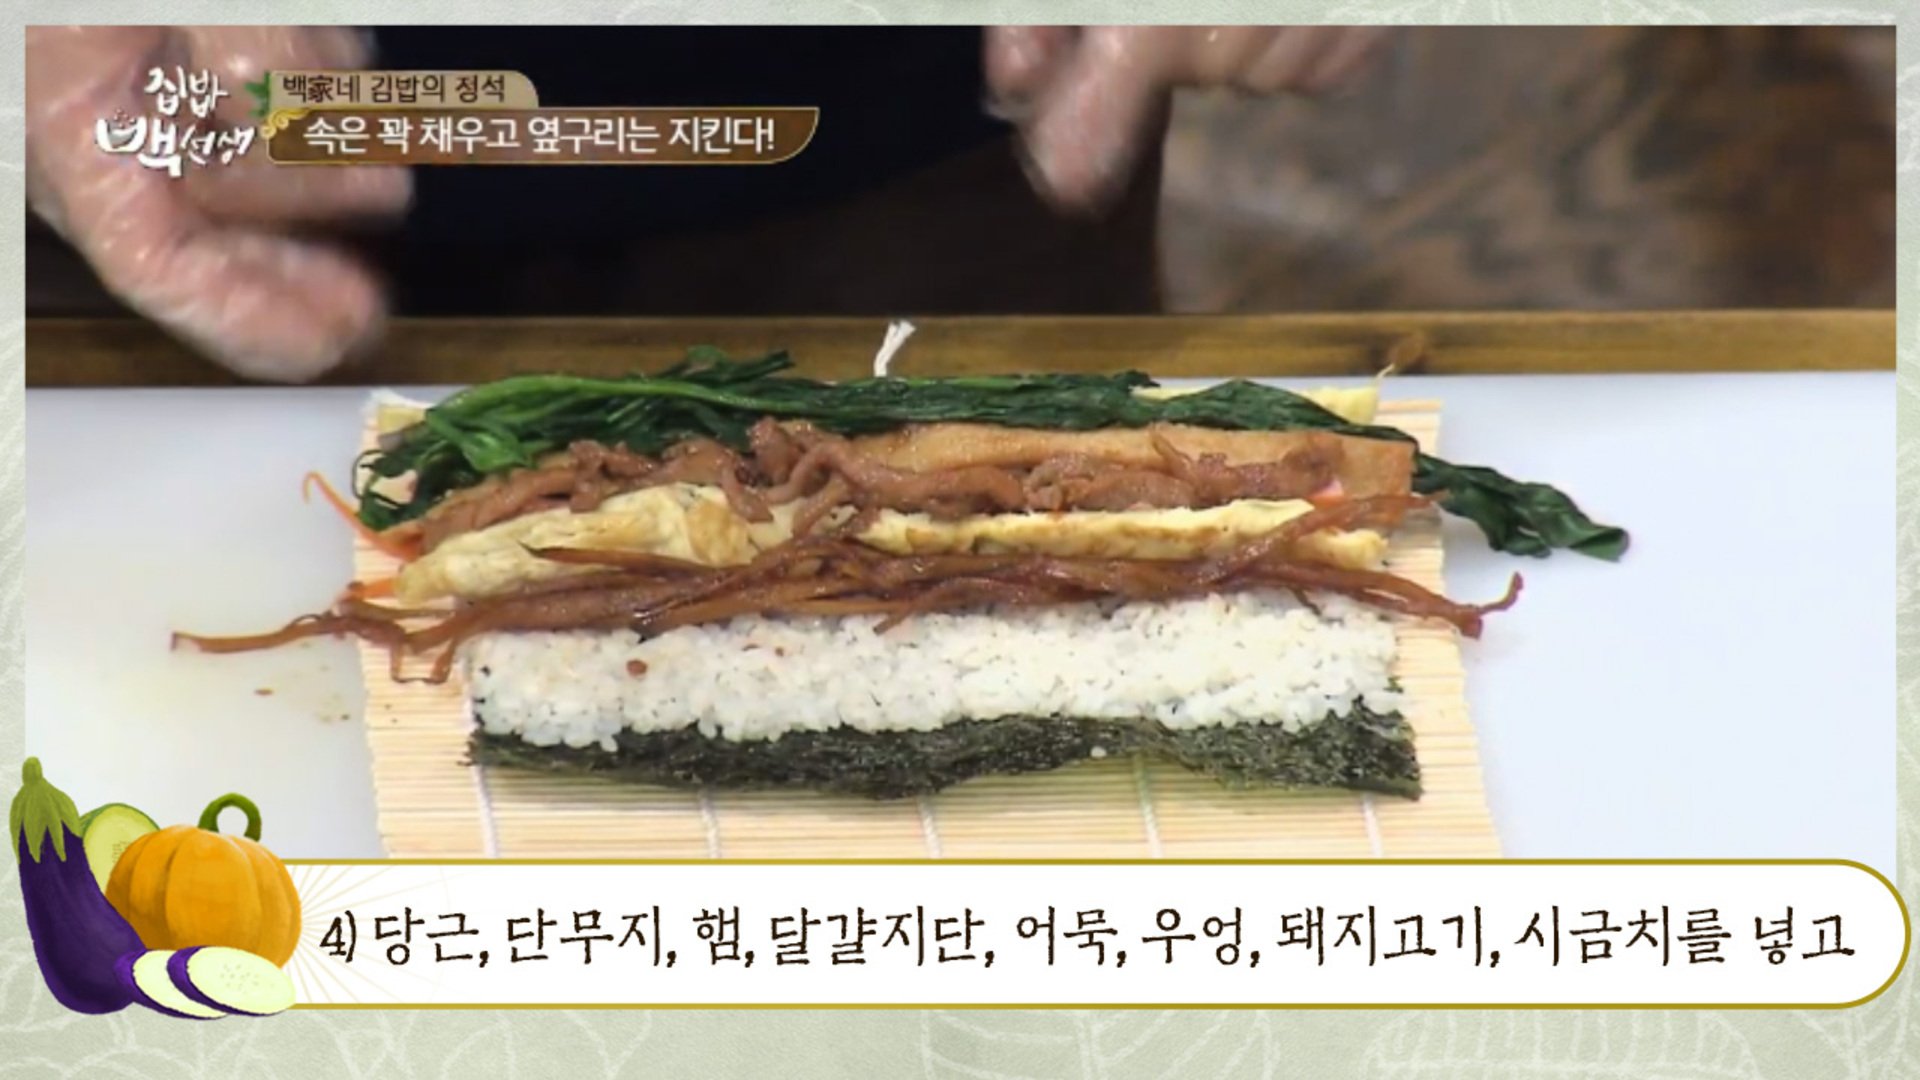 집밥
백선생
백家네 김밥의 정석
속은 꽉 채우고 옆구리는 지킨다!
4) 당근, 단무지, 햄, 달걀지단, 어묵, 우엉, 돼지고기, 시금치를 넣고